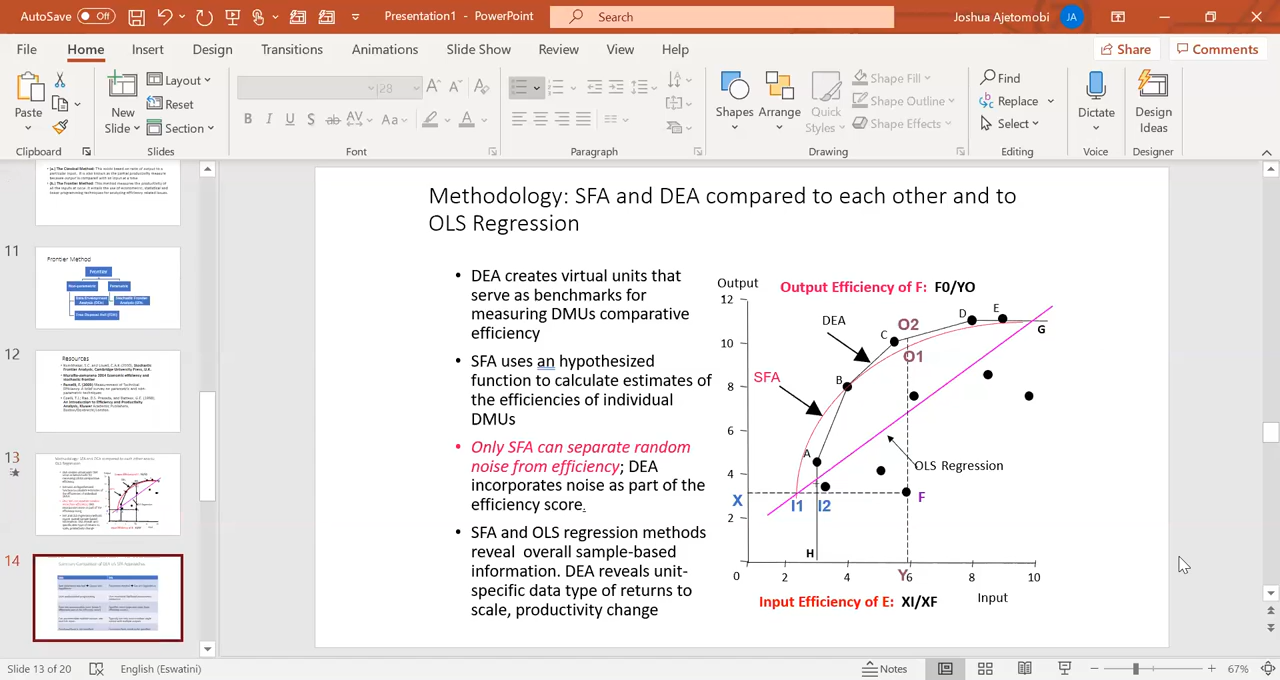 AutoSave Off Presentation1 - PowerPoint Search Joshua Ajetomobi JA
File Home Insert Design Transitions Animations Slide Show Review View Help Share Comments
Paste
Clipboard
New
Slide
Layout
Reset
Section
Slides
28
B I U S ab AV Aa A
Font
Paragraph
Shapes
Arrange
Quick
Styles
Shape Fill
Shape Outline
Shape Effects
Drawing
Find
Replace
Select
Editing
Dictate
Voice
Design
Ideas
Designer
11
Frontier Method
Frontier
12
Resources
13
14
Methodology: SFA and DEA compared to each other and to
OLS Regression
• DEA creates virtual units that
serve as benchmarks for
measuring DMUs comparative
efficiency
• SFA uses an hypothesized
function to calculate estimates of
the efficiencies of individual
DMUs
• Only SFA can separate random
noise from efficiency; DEA
incorporates noise as part of the
efficiency score.
• SFA and OLS regression methods
reveal overall sample-based
information. DEA reveals unit-
specific data type of returns to
scale, productivity change
Output
Output Efficiency of F: F0/YO
12
10
8
6
4
2
0
2
4
6
8
10
Input
DEA
SFA
A
B
C
D
E
G
O2
O1
OLS Regression
X
I1
I2
F
H
Y
Input Efficiency of E: XI/XF
Slide 13 of 20 English (Eswatini) Notes 67%